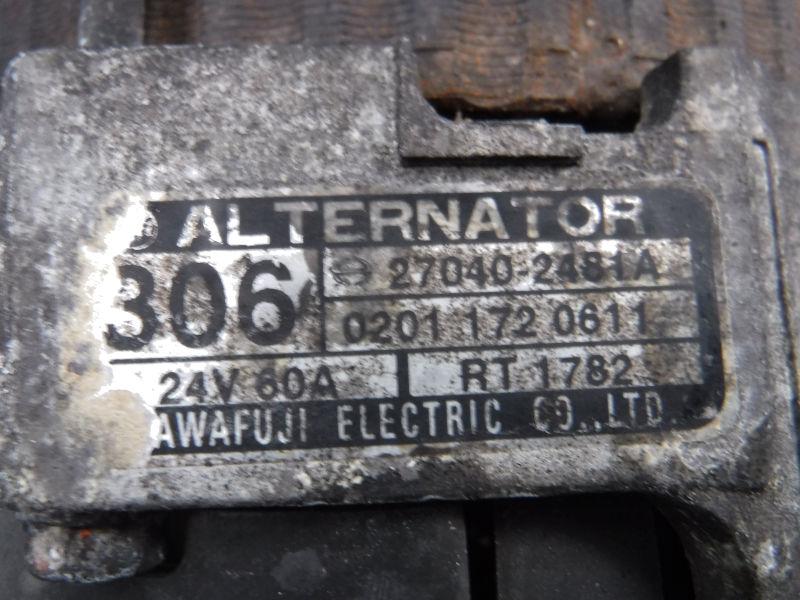 ALTERNATOR
306
27040-2481A
0201 172 0611
24V 60A
RT 1782
AWAFUJI ELECTRIC CO.,LTD.